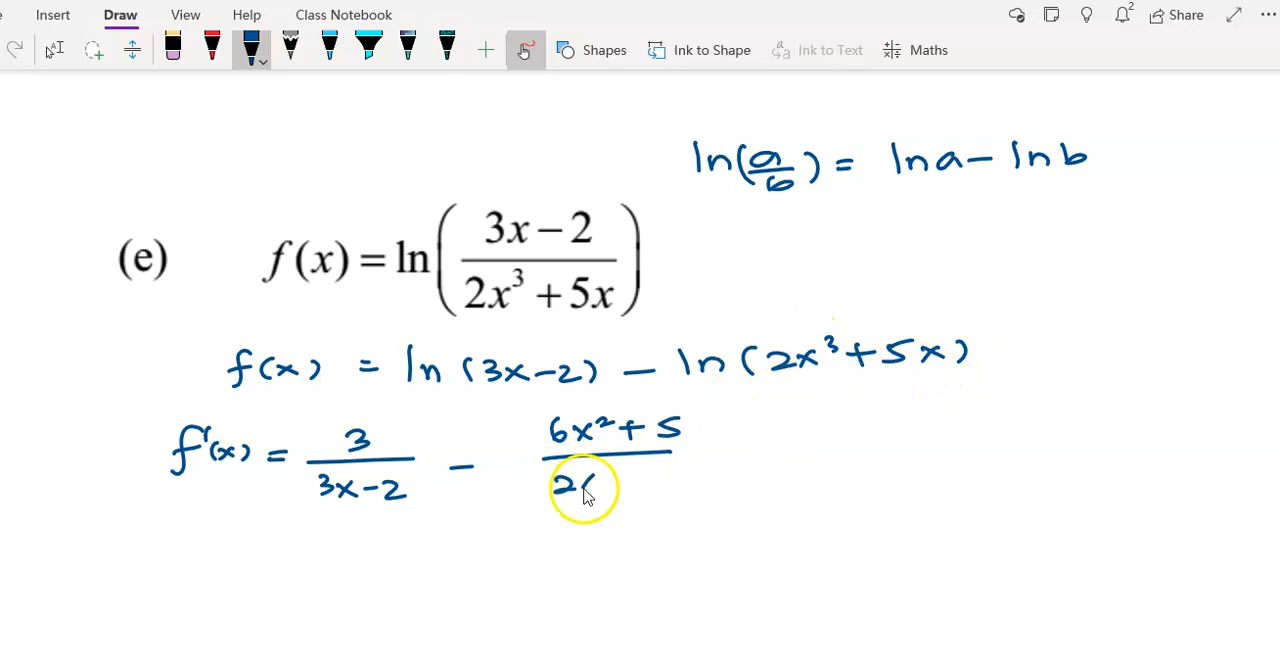 Insert Draw View Help Class Notebook 2 Share
Shapes Ink to Shape Ink to Text Maths
ln(a/b) = ln a - ln b
(e) f(x) = ln((3x - 2)/(2x³ + 5x))
f(x) = ln (3x-2) - ln (2x³+5x)
f'(x) = 3/(3x-2) - (6x²+5)/2